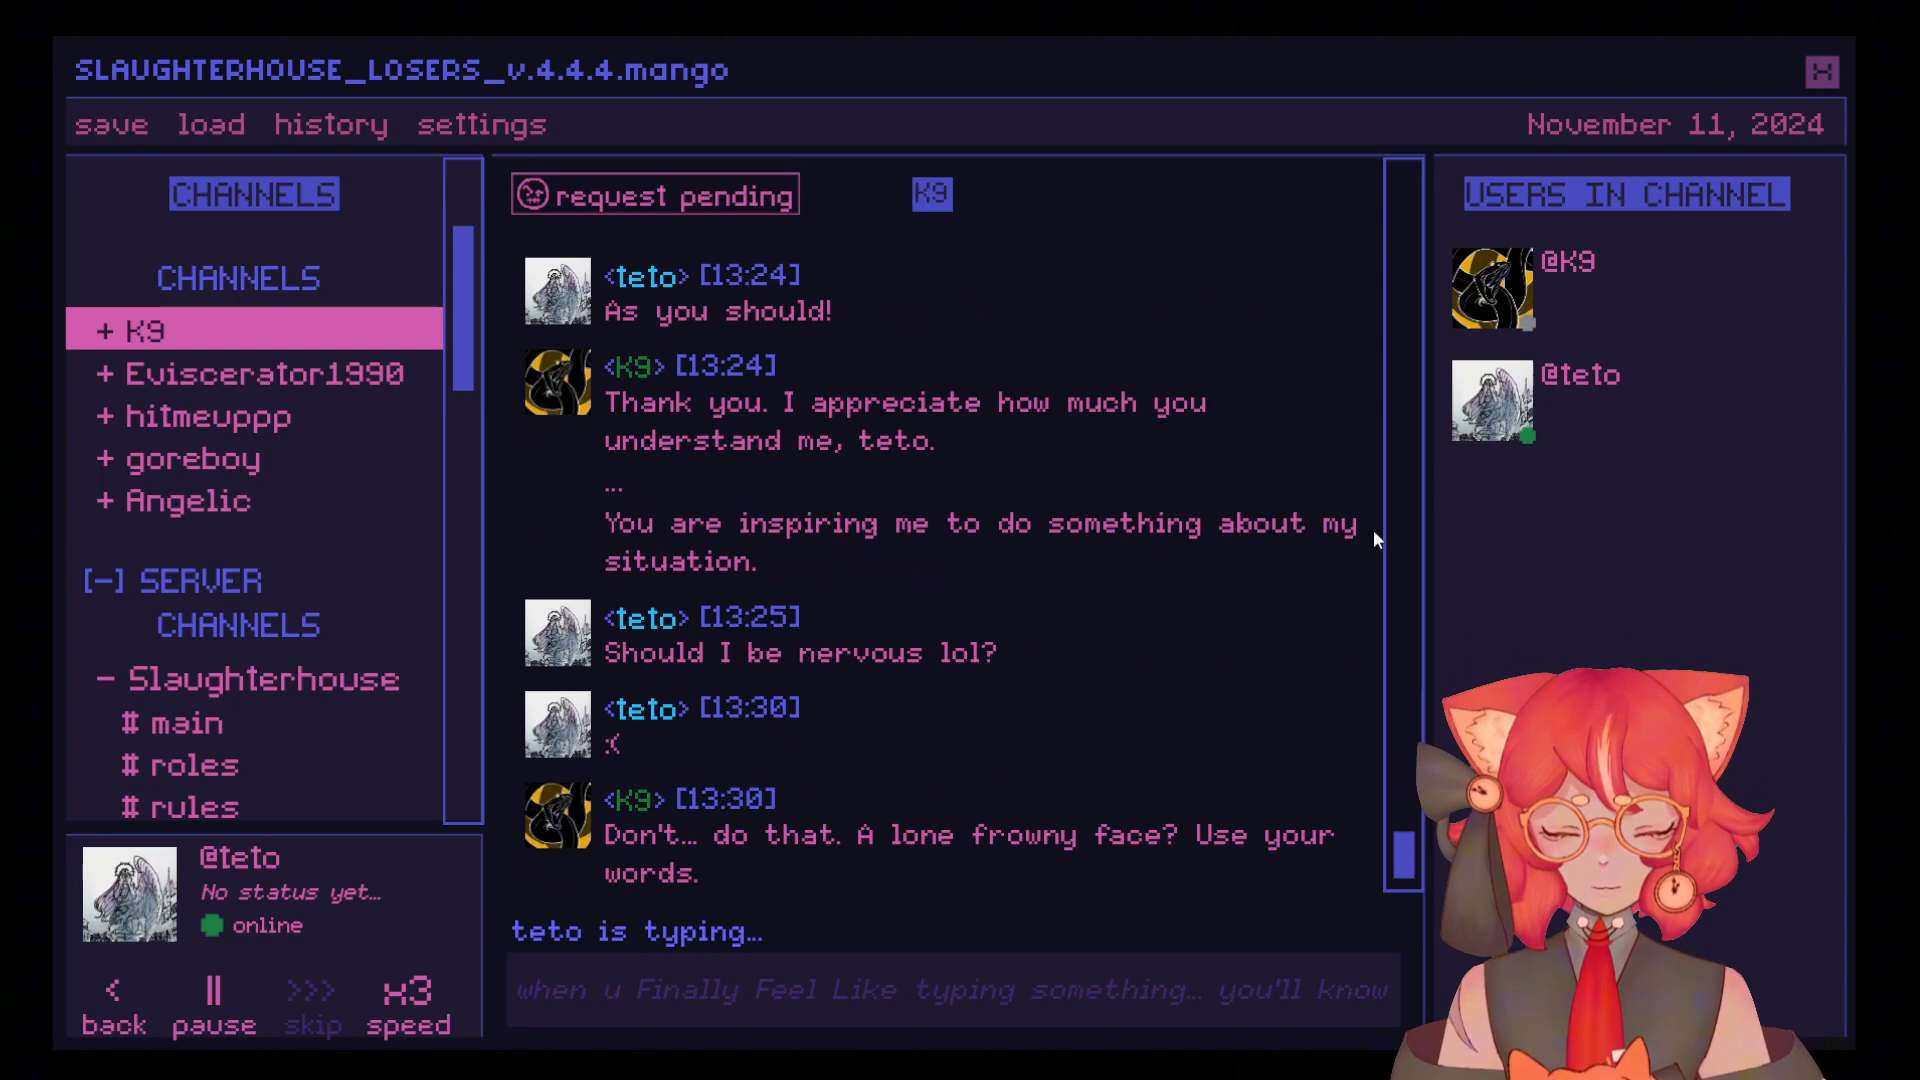 SLAUGHTERHOUSE_LOSERS_v.4.4.4.mango
x
save load history settings
November 11, 2024
CHANNELS
CHANNELS
+ K9
+ Eviscerator1990
+ hitmeuppp
+ goreboy
+ Angelic
[-] SERVER
CHANNELS
- Slaughterhouse
# main
# roles
# rules
@teto
No status yet...
online
< || >>> x3
back pause skip speed
request pending
K9
<teto> [13:24]
As you should!
<K9> [13:24]
Thank you. I appreciate how much you
understand me, teto.
...
You are inspiring me to do something about my
situation.
<teto> [13:25]
Should I be nervous lol?
<teto> [13:30]
:(
<K9> [13:30]
Don't... do that. A lone frowny face? Use your
words.
teto is typing...
when u Finally Feel Like typing something... you'll know
USERS IN CHANNEL
@K9
@teto